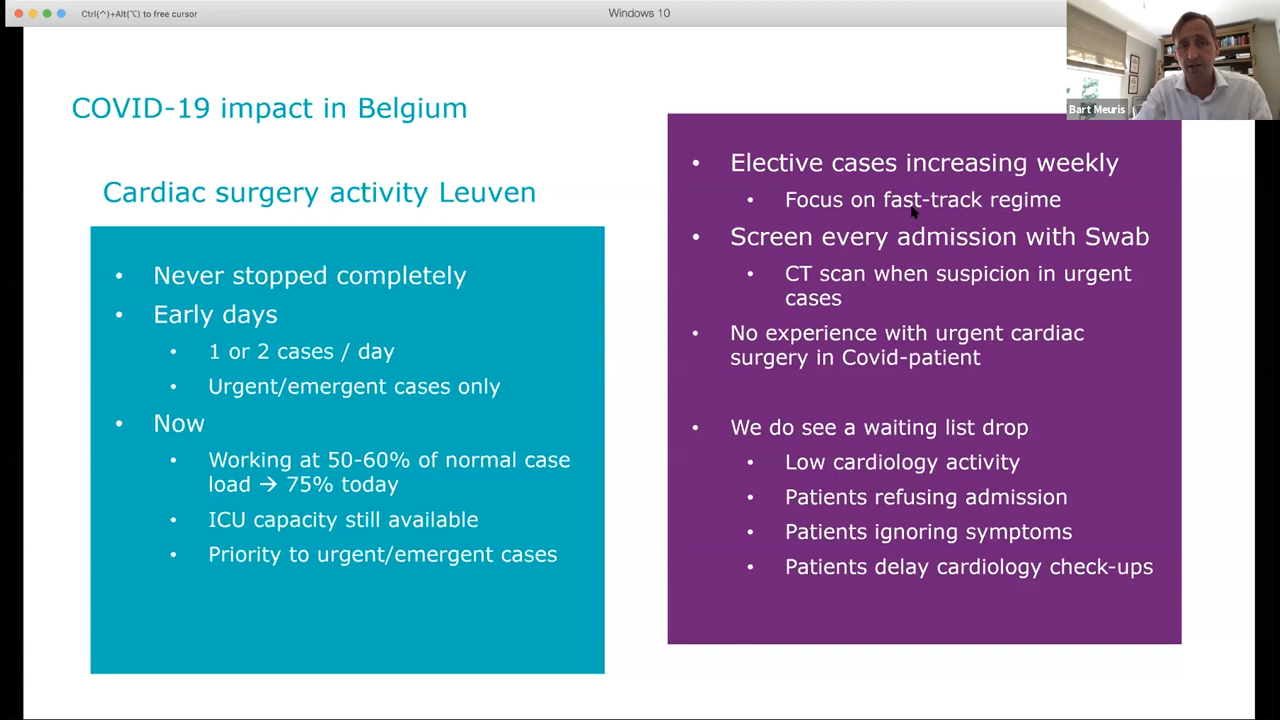 Ctrl(^)+Alt(⌥) to free cursor
Windows 10
Bart Meuris
COVID-19 impact in Belgium
Cardiac surgery activity Leuven
• Never stopped completely
• Early days
• 1 or 2 cases / day
• Urgent/emergent cases only
• Now
• Working at 50-60% of normal case
load → 75% today
• ICU capacity still available
• Priority to urgent/emergent cases
• Elective cases increasing weekly
• Focus on fast-track regime
• Screen every admission with Swab
• CT scan when suspicion in urgent
cases
• No experience with urgent cardiac
surgery in Covid-patient
• We do see a waiting list drop
• Low cardiology activity
• Patients refusing admission
• Patients ignoring symptoms
• Patients delay cardiology check-ups